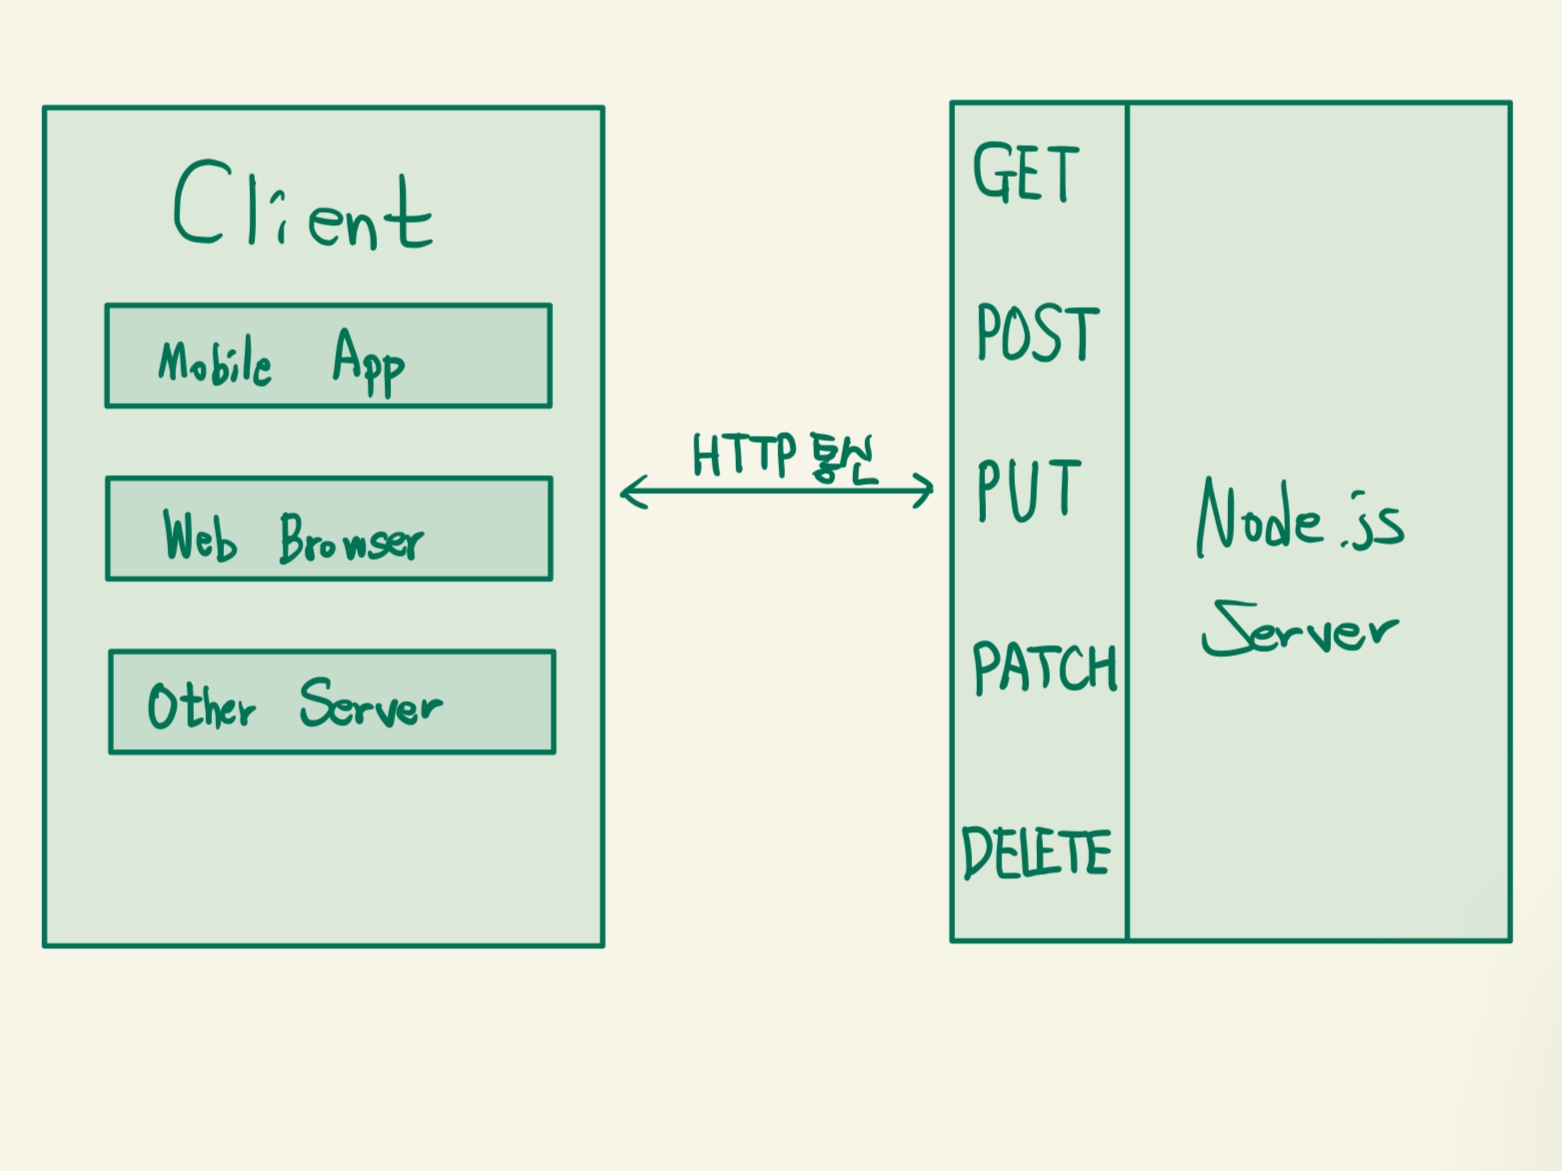 Client
Mobile App
Web Browser
Other Server
HTTP 통신
GET
POST
PUT
PATCH
DELETE
Node.js
Server